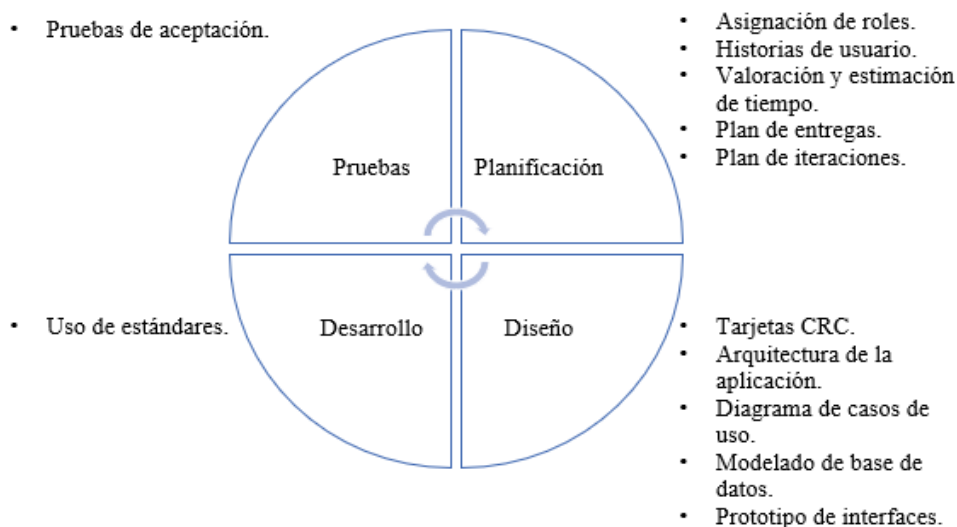 • Pruebas de aceptación.
• Asignación de roles.
• Historias de usuario.
• Valoración y estimación
de tiempo.
• Plan de entregas.
• Plan de iteraciones.
Pruebas
Planificación
• Uso de estándares.
Desarrollo
Diseño
• Tarjetas CRC.
• Arquitectura de la
aplicación.
• Diagrama de casos de
uso.
• Modelado de base de
datos.
• Prototipo de interfaces.